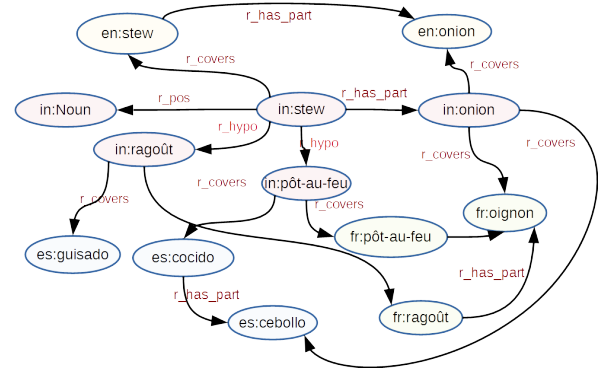 r_has_part
en:stew
en:onion
r_covers
r_covers
r_pos
r_has_part
in:Noun
in:stew
in:onion
r_hypo
r_hypo
r_covers
r_covers
in:ragoût
r_covers
in:pôt-au-feu
r_covers
r_covers
fr:oignon
fr:pôt-au-feu
es:guisado
es:cocido
r_has_part
r_has_part
es:cebollo
fr:ragoût